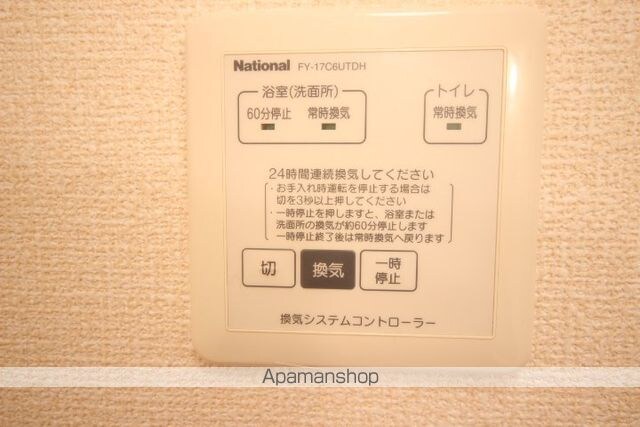 National FY-17C6UTDH
浴室(洗面所)
60分停止 常時換気
トイレ
常時換気
24時間連続換気してください
・お手入れ時運転を停止する場合は
切を3秒以上押してください
・一時停止を押しますと、浴室または
洗面所の換気が約60分停止します
一時停止終了後は常時換気へ戻ります
切
換気
一時
停止
換気システムコントローラー
Apamanshop